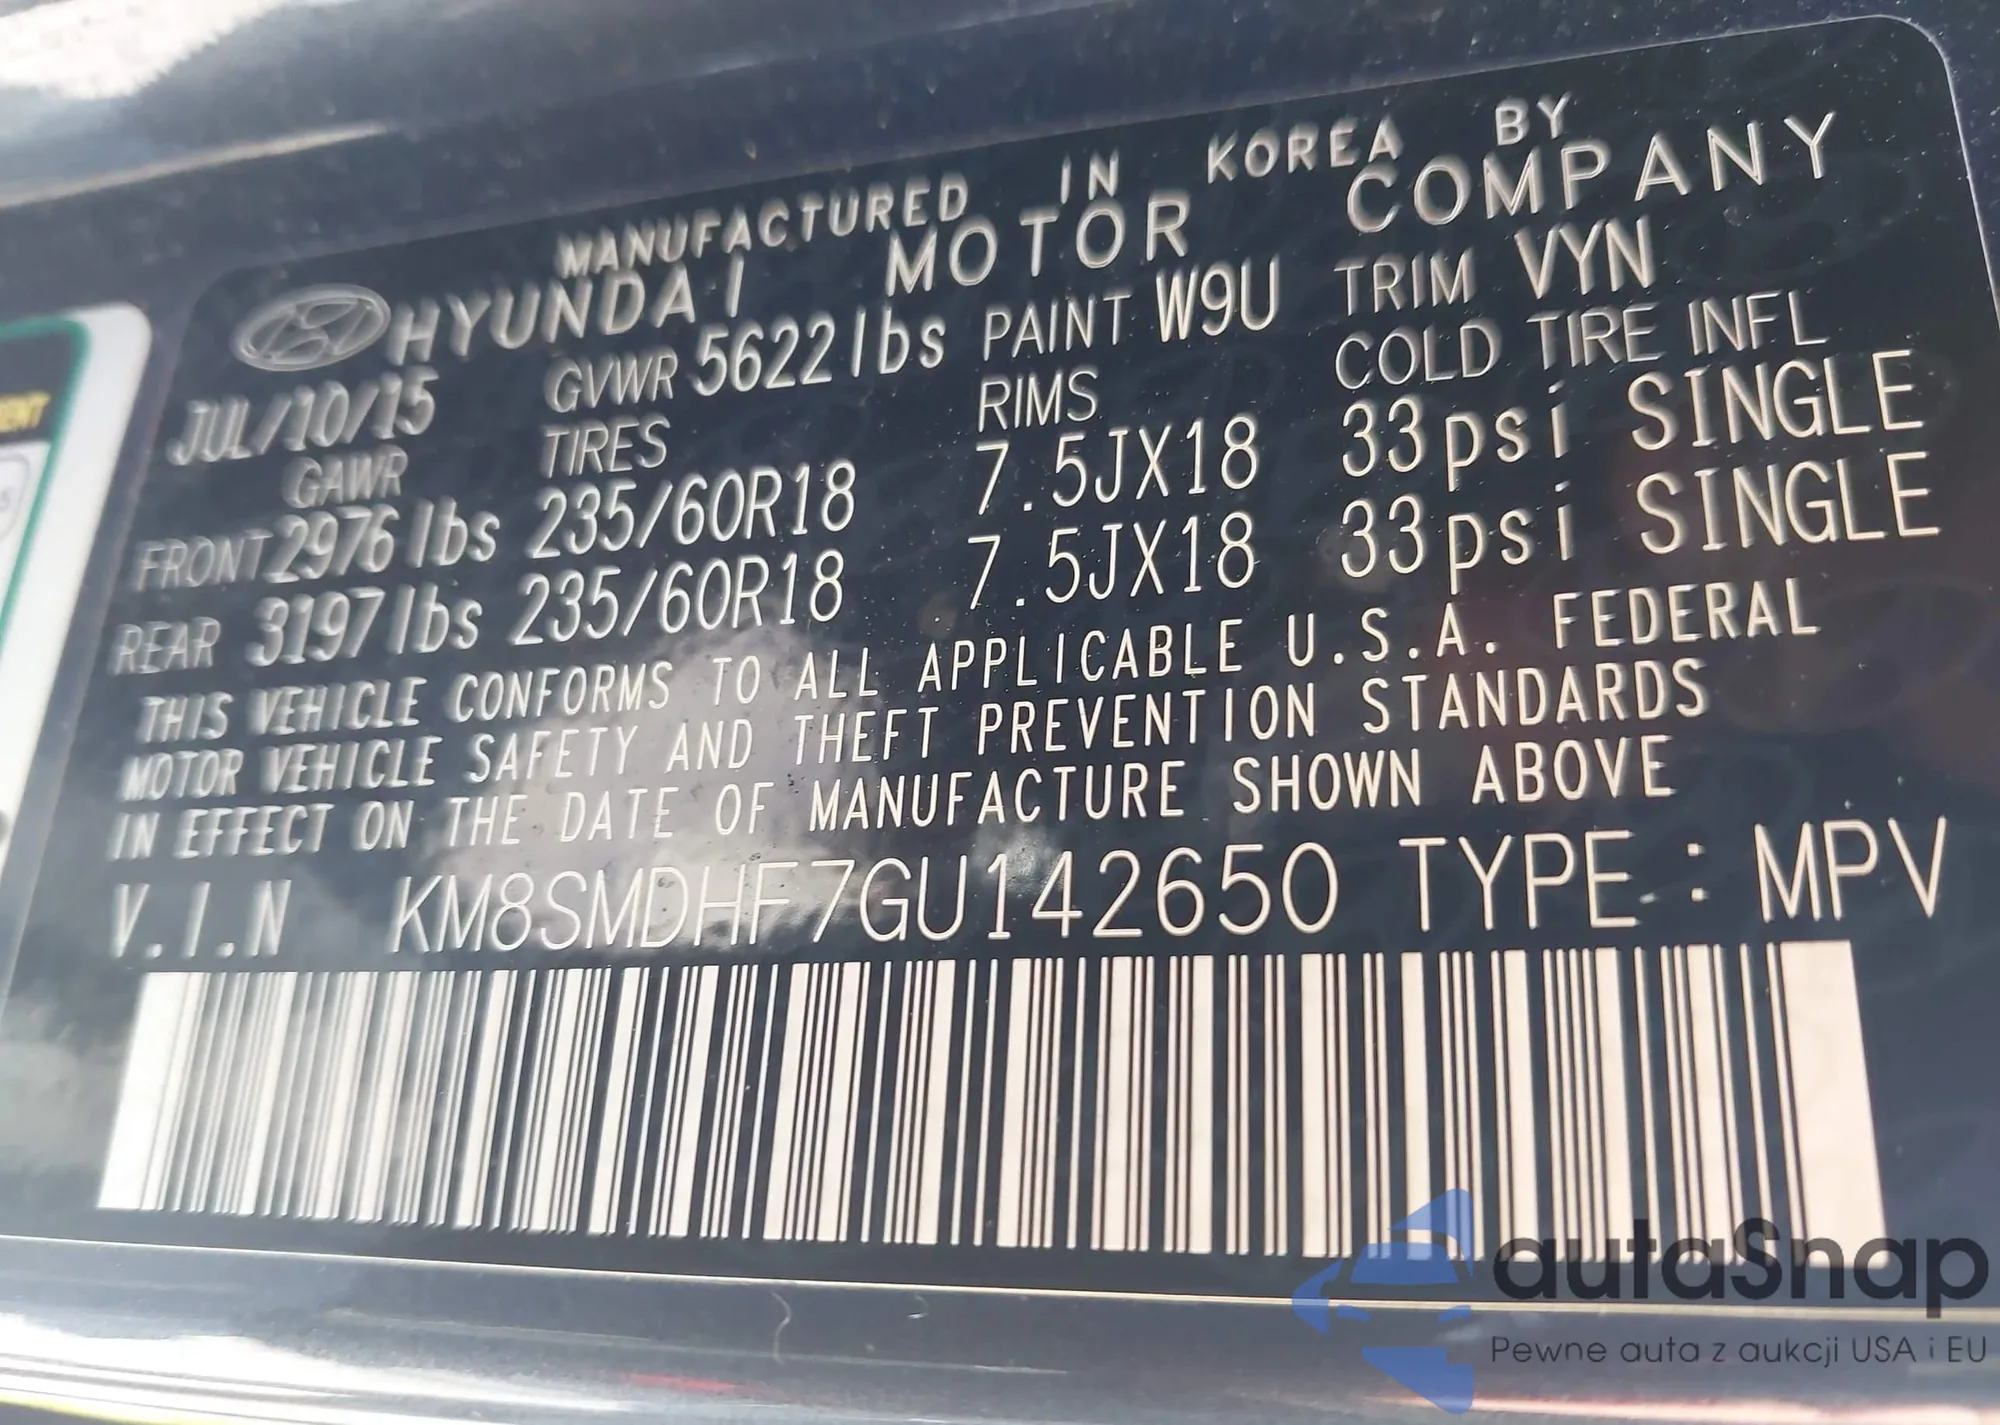 MANUFACTURED IN KOREA BY
HYUNDAI MOTOR COMPANY
JUL/10/15 GVWR 5622lbs PAINT W9U TRIM VYN
GAWR TIRES RIMS COLD TIRE INFL
FRONT 2976lbs 235/60R18 7.5JX18 33psi SINGLE
REAR 3197lbs 235/60R18 7.5JX18 33psi SINGLE
THIS VEHICLE CONFORMS TO ALL APPLICABLE U.S.A. FEDERAL
MOTOR VEHICLE SAFETY AND THEFT PREVENTION STANDARDS
IN EFFECT ON THE DATE OF MANUFACTURE SHOWN ABOVE
V.I.N KM8SMDHF7GU142650 TYPE : MPV
autaSnap
Pewne auta z aukcji USA i EU